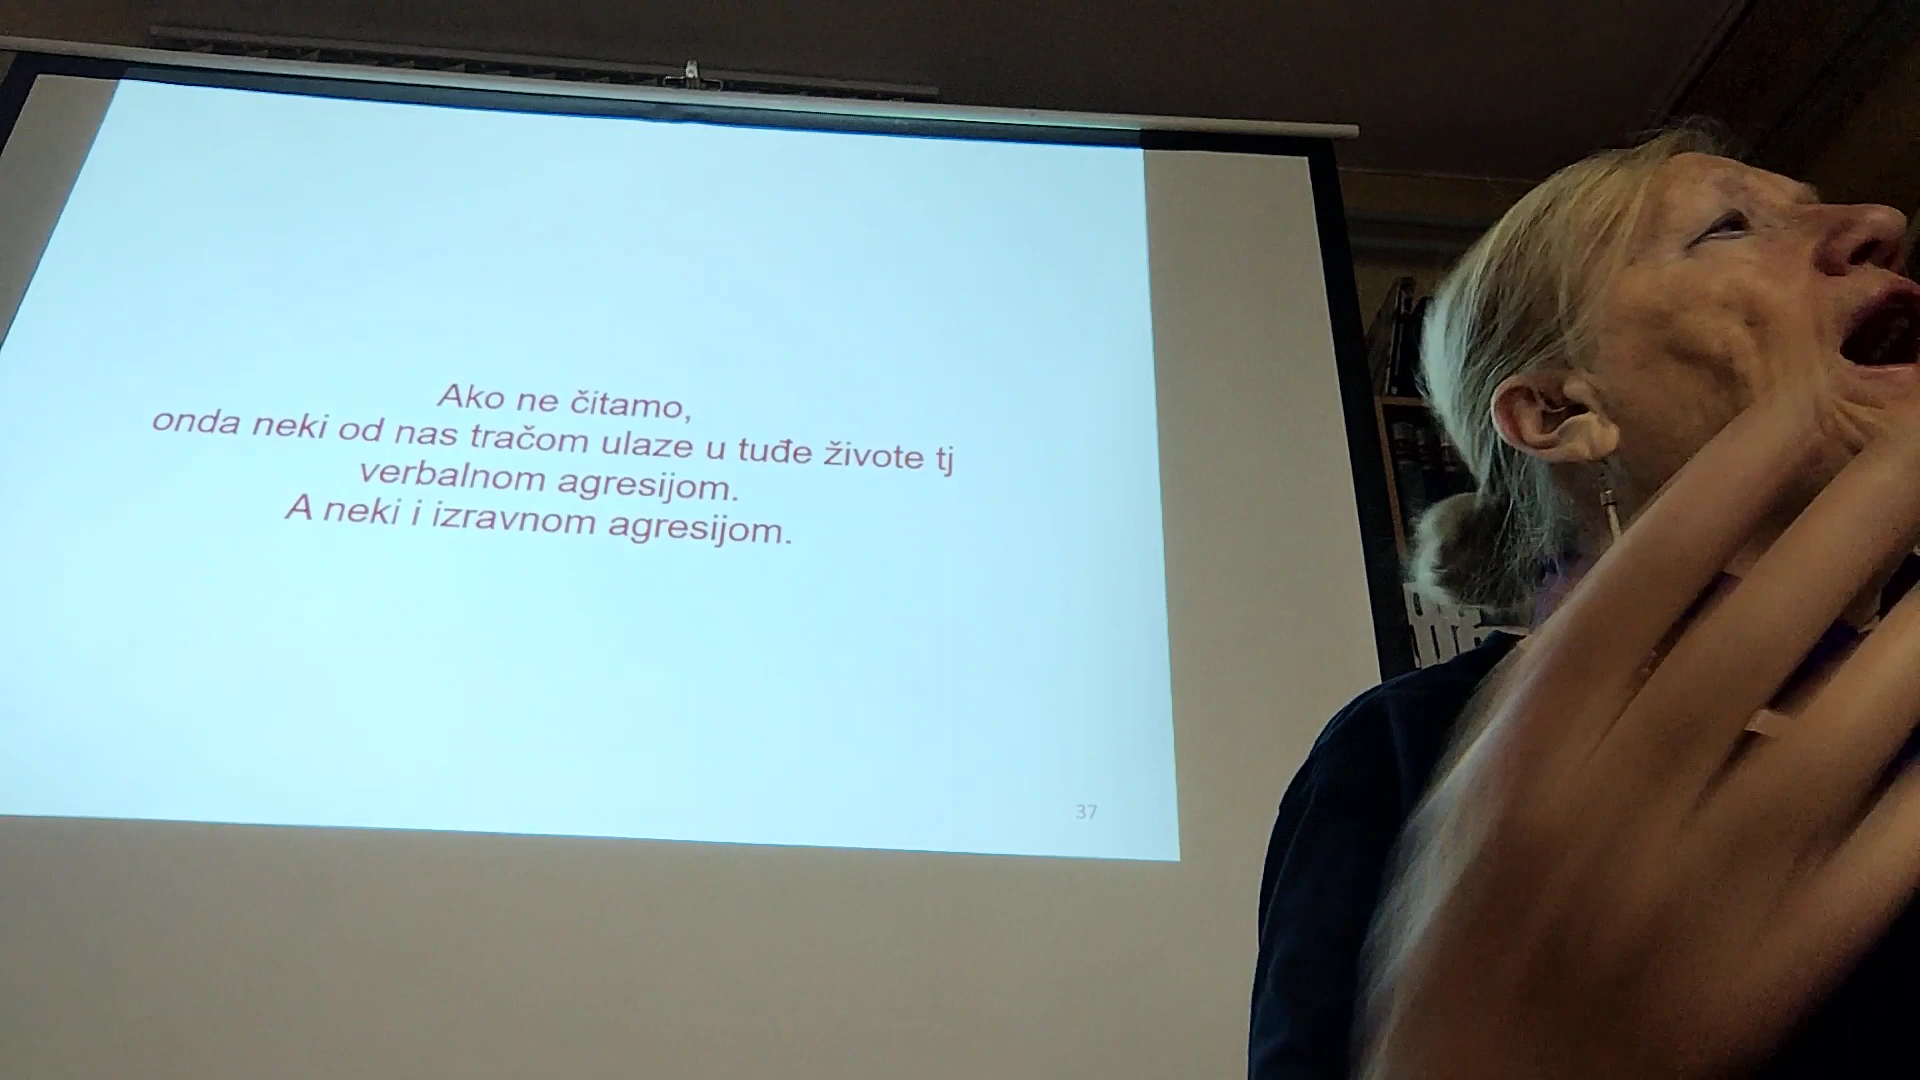 Ako ne čitamo,
onda neki od nas tračom ulaze u tuđe živote tj
verbalnom agresijom.
A neki i izravnom agresijom.
37